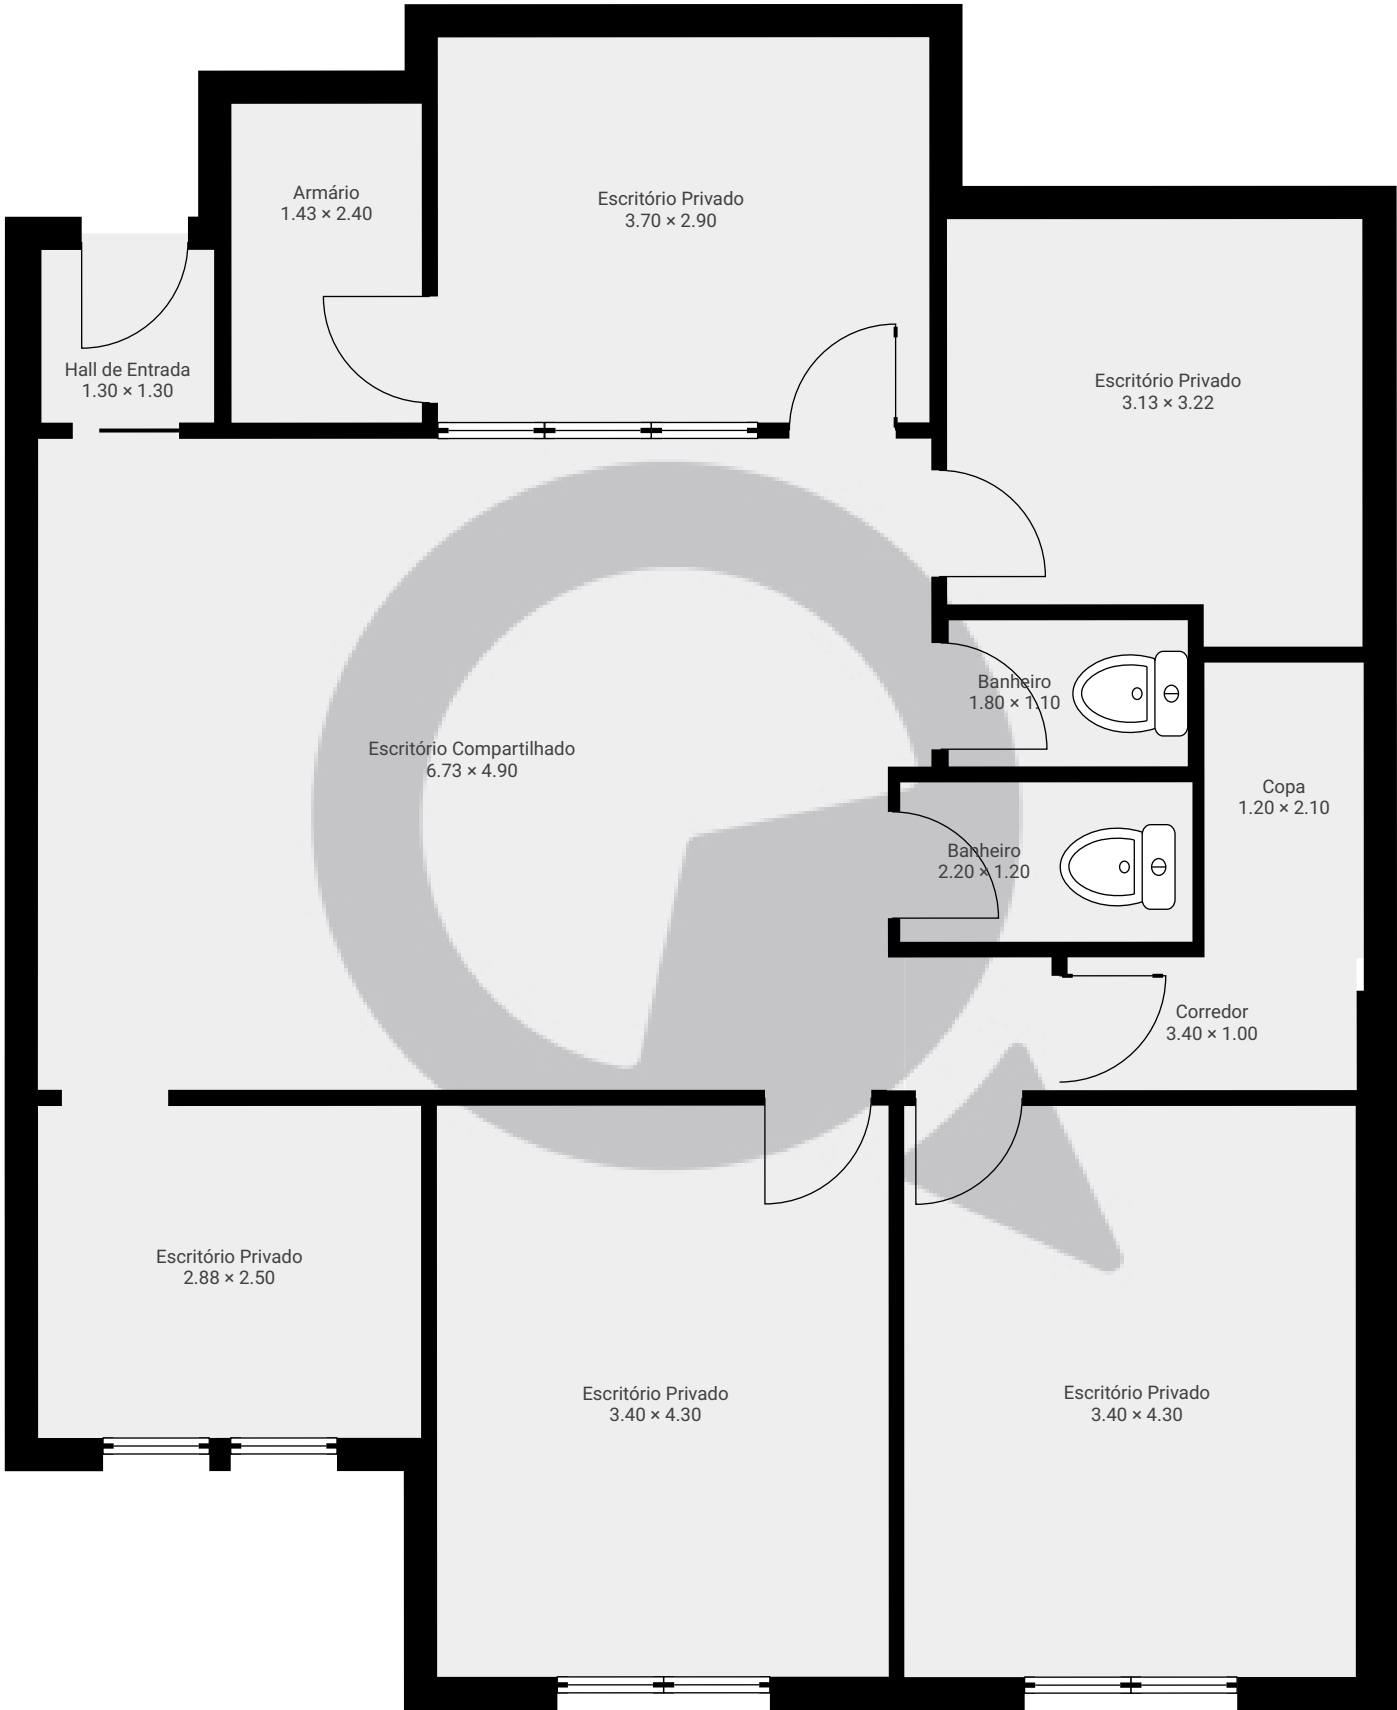 Armário
1.43 × 2.40
Escritório Privado
3.70 × 2.90
Hall de Entrada
1.30 × 1.30
Escritório Privado
3.13 × 3.22
Banheiro
1.80 × 1.10
Escritório Compartilhado
6.73 × 4.90
Copa
1.20 × 2.10
Banheiro
2.20 × 1.20
Corredor
3.40 × 1.00
Escritório Privado
2.88 × 2.50
Escritório Privado
3.40 × 4.30
Escritório Privado
3.40 × 4.30